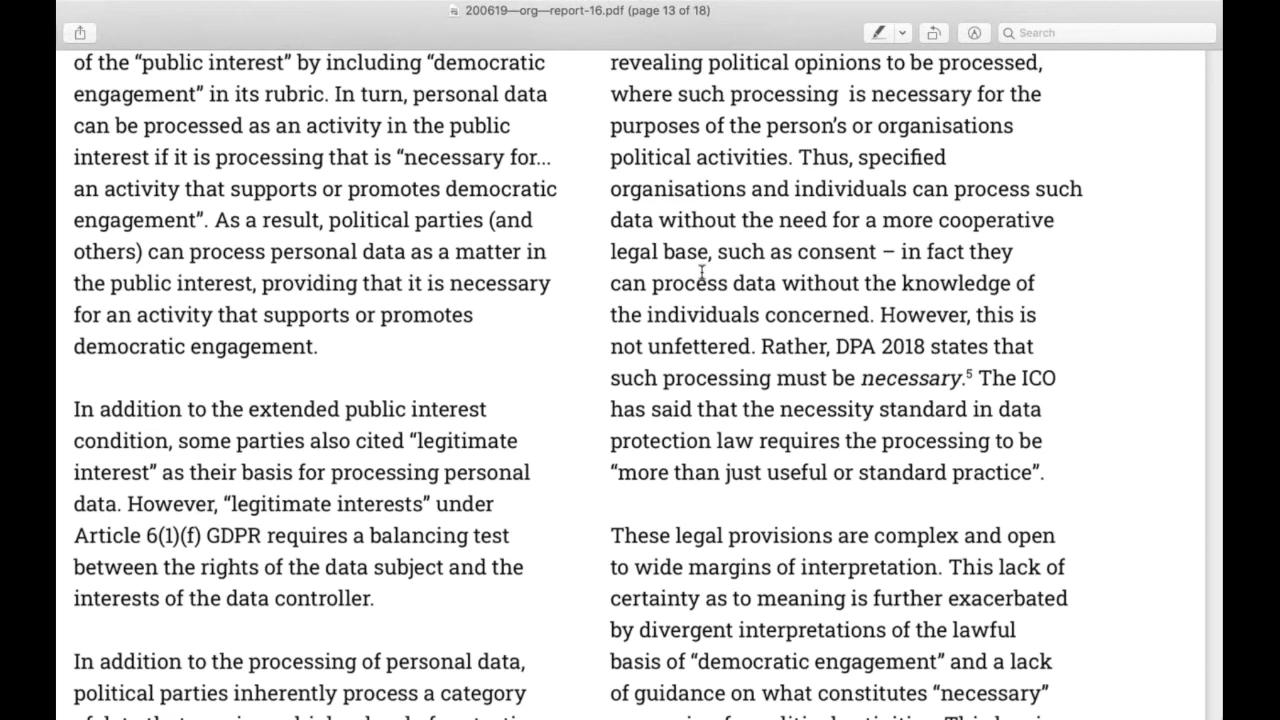 200619—org—report-16.pdf (page 13 of 18)
Search
of the “public interest” by including “democratic
engagement” in its rubric. In turn, personal data
can be processed as an activity in the public
interest if it is processing that is “necessary for...
an activity that supports or promotes democratic
engagement”. As a result, political parties (and
others) can process personal data as a matter in
the public interest, providing that it is necessary
for an activity that supports or promotes
democratic engagement.
In addition to the extended public interest
condition, some parties also cited “legitimate
interest” as their basis for processing personal
data. However, “legitimate interests” under
Article 6(1)(f) GDPR requires a balancing test
between the rights of the data subject and the
interests of the data controller.
In addition to the processing of personal data,
political parties inherently process a category
revealing political opinions to be processed,
where such processing is necessary for the
purposes of the person’s or organisations
political activities. Thus, specified
organisations and individuals can process such
data without the need for a more cooperative
legal base, such as consent – in fact they
can process data without the knowledge of
the individuals concerned. However, this is
not unfettered. Rather, DPA 2018 states that
such processing must be necessary.⁵ The ICO
has said that the necessity standard in data
protection law requires the processing to be
“more than just useful or standard practice”.
These legal provisions are complex and open
to wide margins of interpretation. This lack of
certainty as to meaning is further exacerbated
by divergent interpretations of the lawful
basis of “democratic engagement” and a lack
of guidance on what constitutes “necessary”